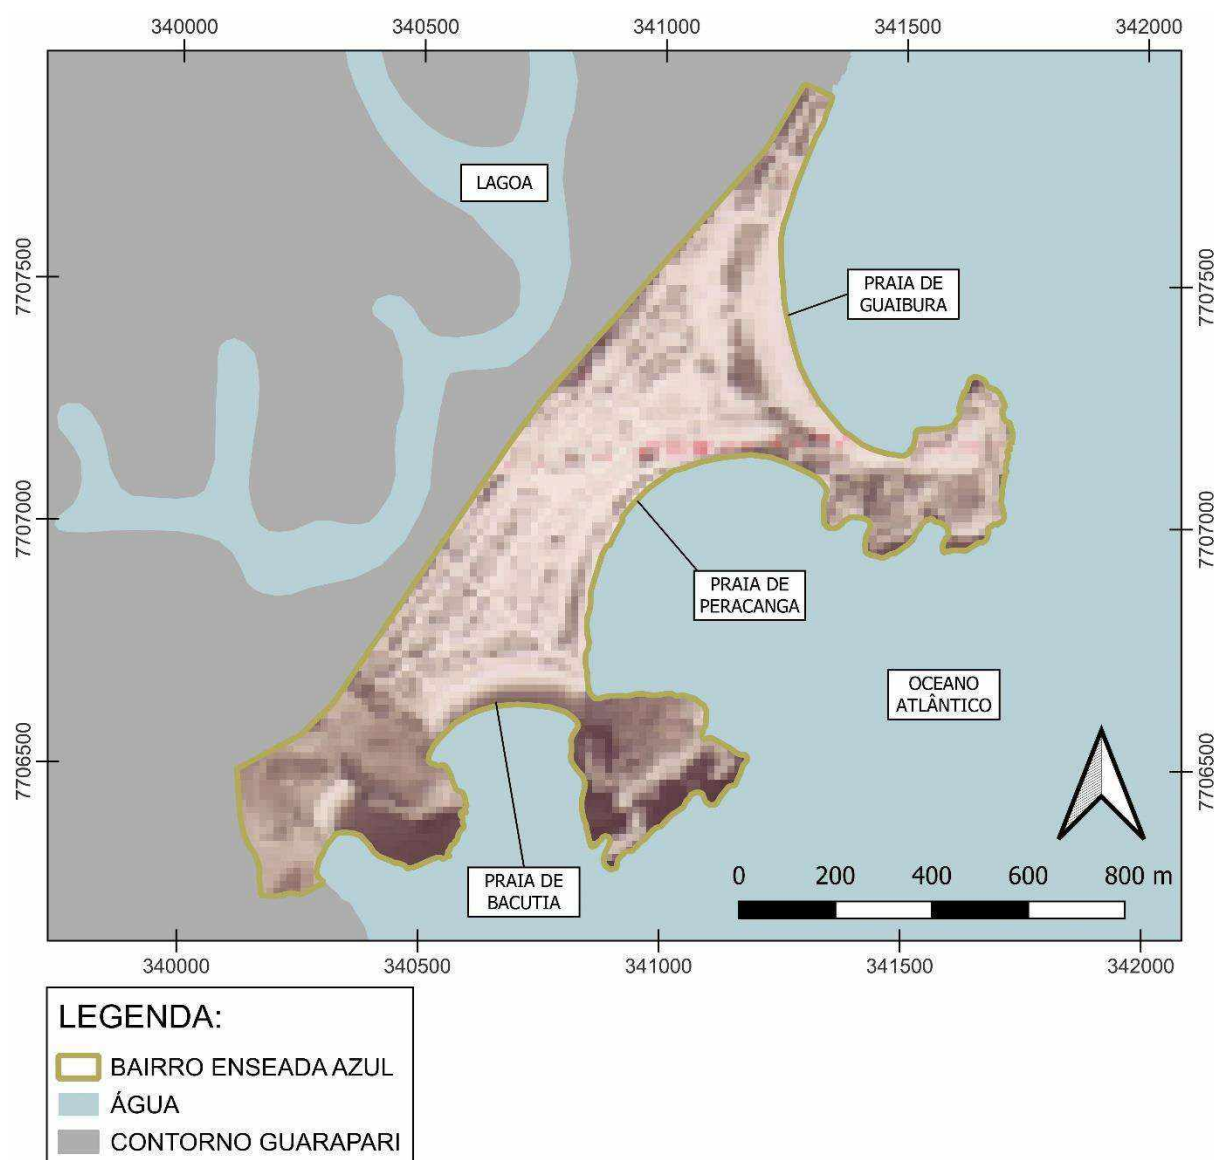 340000 340500 341000 341500 342000
LAGOA
7707500
7707500
PRAIA DE
GUAIBURA
7707000
7707000
PRAIA DE
PERACANGA
OCEANO
ATLÂNTICO
7706500
7706500
PRAIA DE
BACUTIA
0 200 400 600 800 m
340000 340500 341000 341500 342000
LEGENDA:
BAIRRO ENSEADA AZUL
ÁGUA
CONTORNO GUARAPARI